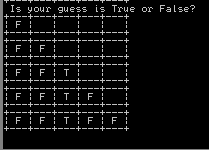 Is your guess is True or False?
F
F F
F F T
F F T F
F F T F F